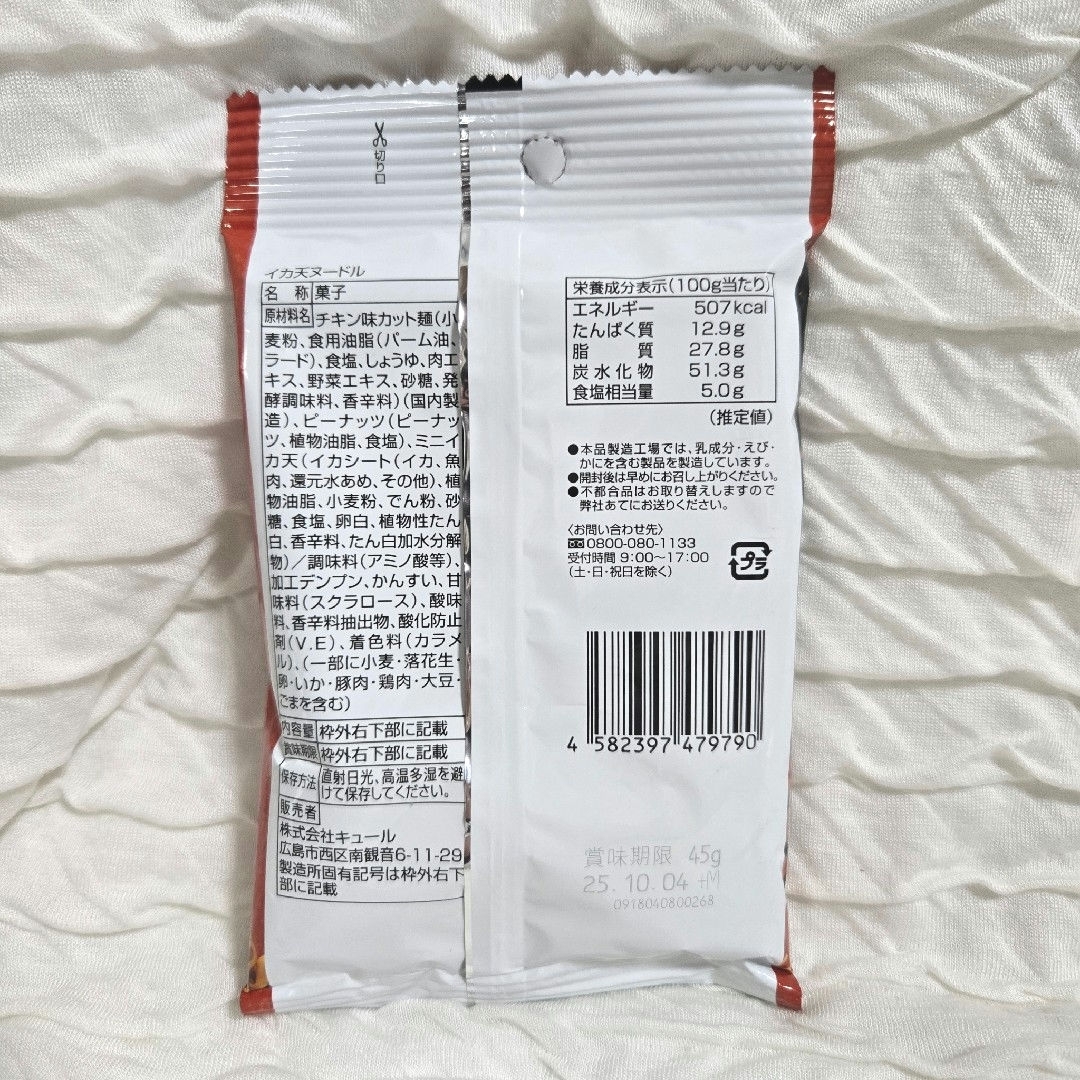 切り口
イカ天ヌードル
名 称 菓子
原材料名 チキン味カット麺(小
麦粉、食用油脂(パーム油、
ラード)、食塩、しょうゆ、肉エ
キス、野菜エキス、砂糖、発
酵調味料、香辛料)(国内製
造)、ピーナッツ(ピーナッ
ツ、植物油脂、食塩)、ミニイ
カ天(イカシート(イカ、魚
肉、還元水あめ、その他)、植
物油脂、小麦粉、でん粉、砂
糖、食塩、卵白、植物性たん
白、香辛料、たん白加水分解
物)/調味料(アミノ酸等)、
加工デンプン、かんすい、甘
味料(スクラロース)、酸味
料、香辛料抽出物、酸化防止
剤(V.E)、着色料(カラメ
ル)、(一部に小麦・落花生・
卵・いか・豚肉・鶏肉・大豆・
ごまを含む)
内容量 枠外右下部に記載
賞味期限 枠外右下部に記載
保存方法 直射日光、高温多湿を避
けて保存してください。
販売者
株式会社キュール
広島市西区南観音6-11-29
製造所固有記号は枠外右下
部に記載
栄養成分表示(100g当たり)
エネルギー 507kcal
たんぱく質 12.9g
脂 質 27.8g
炭水化物 51.3g
食塩相当量 5.0g
(推定値)
●本品製造工場では、乳成分・えび・
かにを含む製品を製造しています。
●開封後は早めにお召し上がりください。
●不都合品はお取り替えしますので
弊社あてにお送りください。
〈お問い合わせ先〉
0800-080-1133
受付時間 9:00〜17:00
(土・日・祝日を除く)
プラ
4 582397 479790
賞味期限 45g
25.10.04 +M
0918040800268